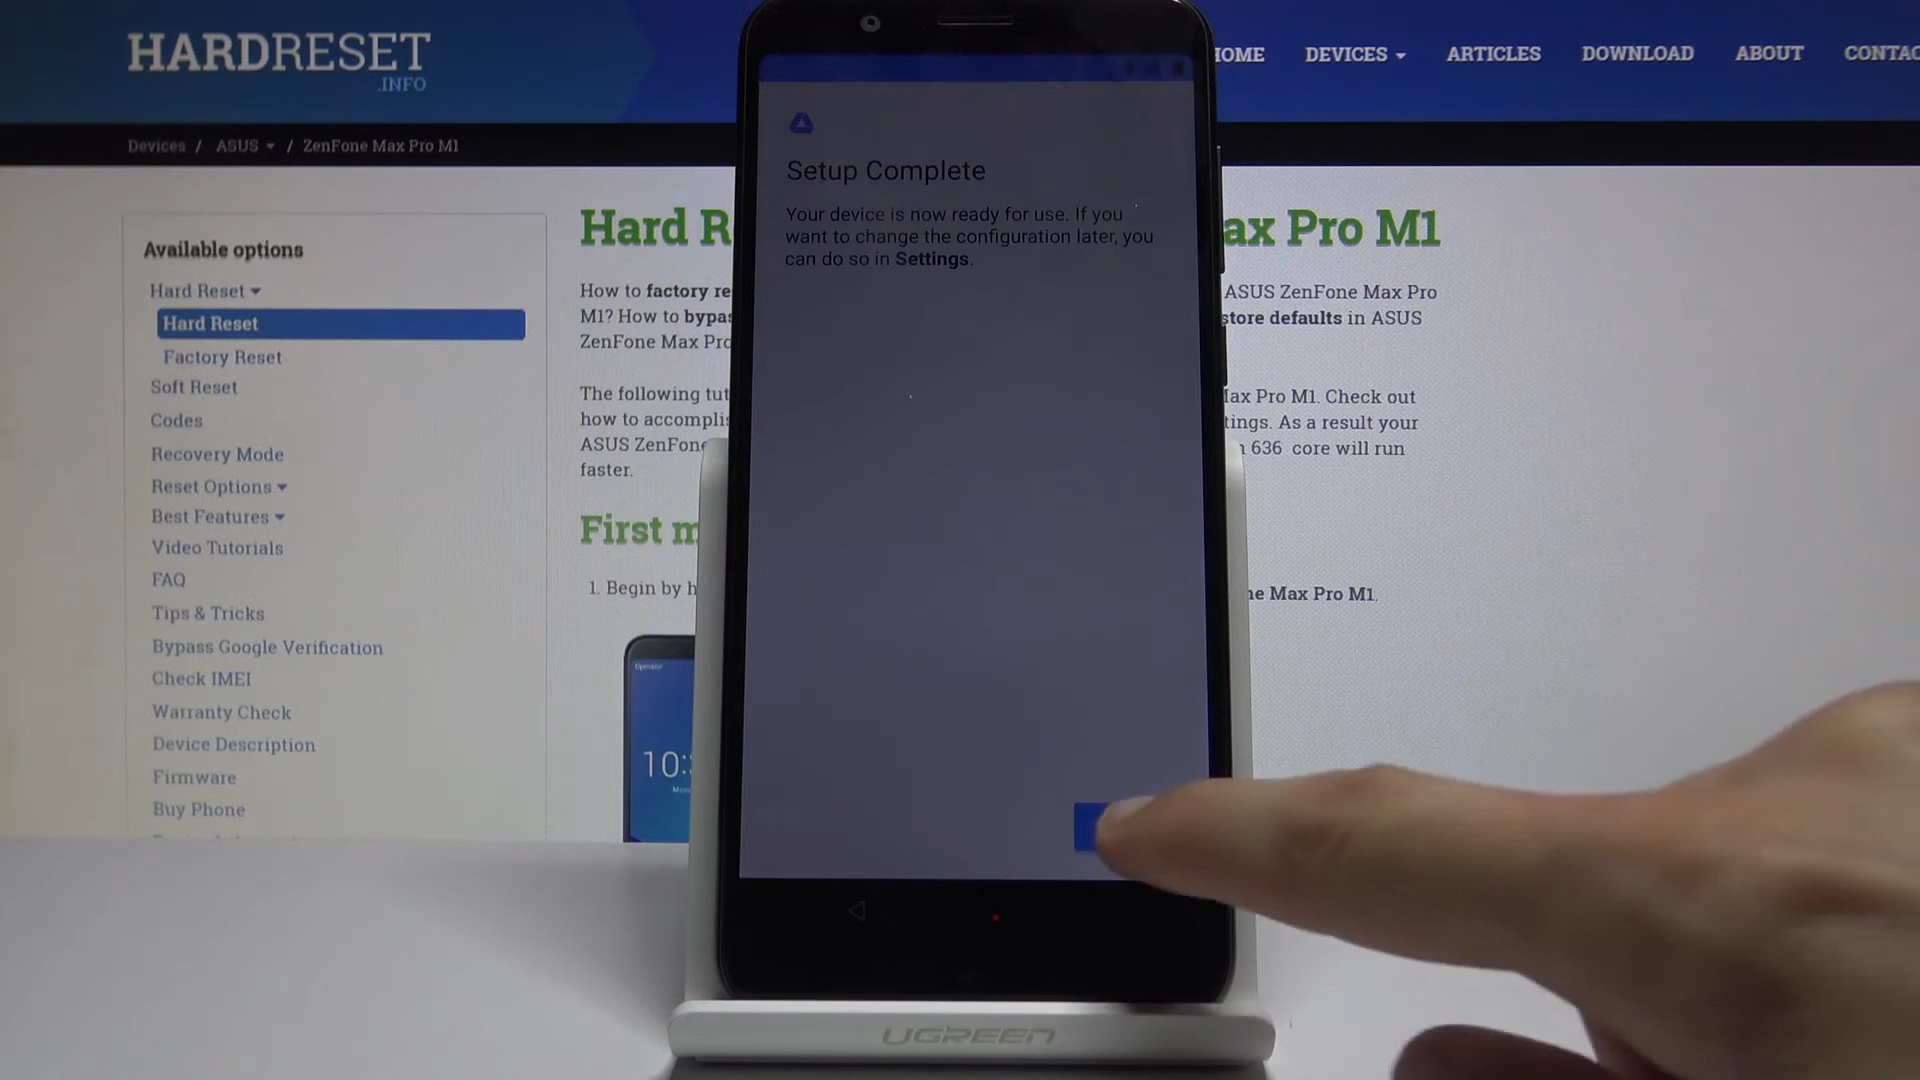 HARDRESET
.INFO
HOME DEVICES ARTICLES DOWNLOAD ABOUT CONTAC
Devices / ASUS / ZenFone Max Pro M1
Available options
Hard Reset
Hard Reset
Factory Reset
Soft Reset
Codes
Recovery Mode
Reset Options
Best Features
Video Tutorials
FAQ
Tips & Tricks
Bypass Google Verification
Check IMEI
Warranty Check
Device Description
Firmware
Buy Phone
Hard R
ax Pro M1
How to factory re
ASUS ZenFone Max Pro
M1? How to bypas
store defaults in ASUS
ZenFone Max Pro
The following tut
Max Pro M1. Check out
how to accomplis
tings. As a result your
ASUS ZenFone
636 core will run
faster.
First m
1. Begin by h
ne Max Pro M1.
Operator
10:
Setup Complete
Your device is now ready for use. If you
want to change the configuration later, you
can do so in Settings.
UGREEN